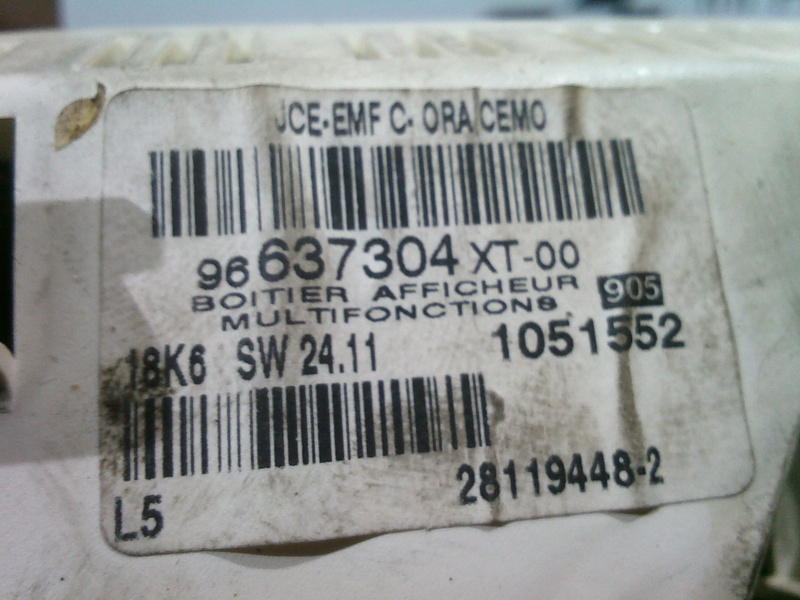 JCE-EMF C- ORA CEMO
96 637304 XT-00
BOITIER AFFICHEUR 905
MULTIFONCTIONS
18K6 SW 24.11 1051552
28119448-2
L5